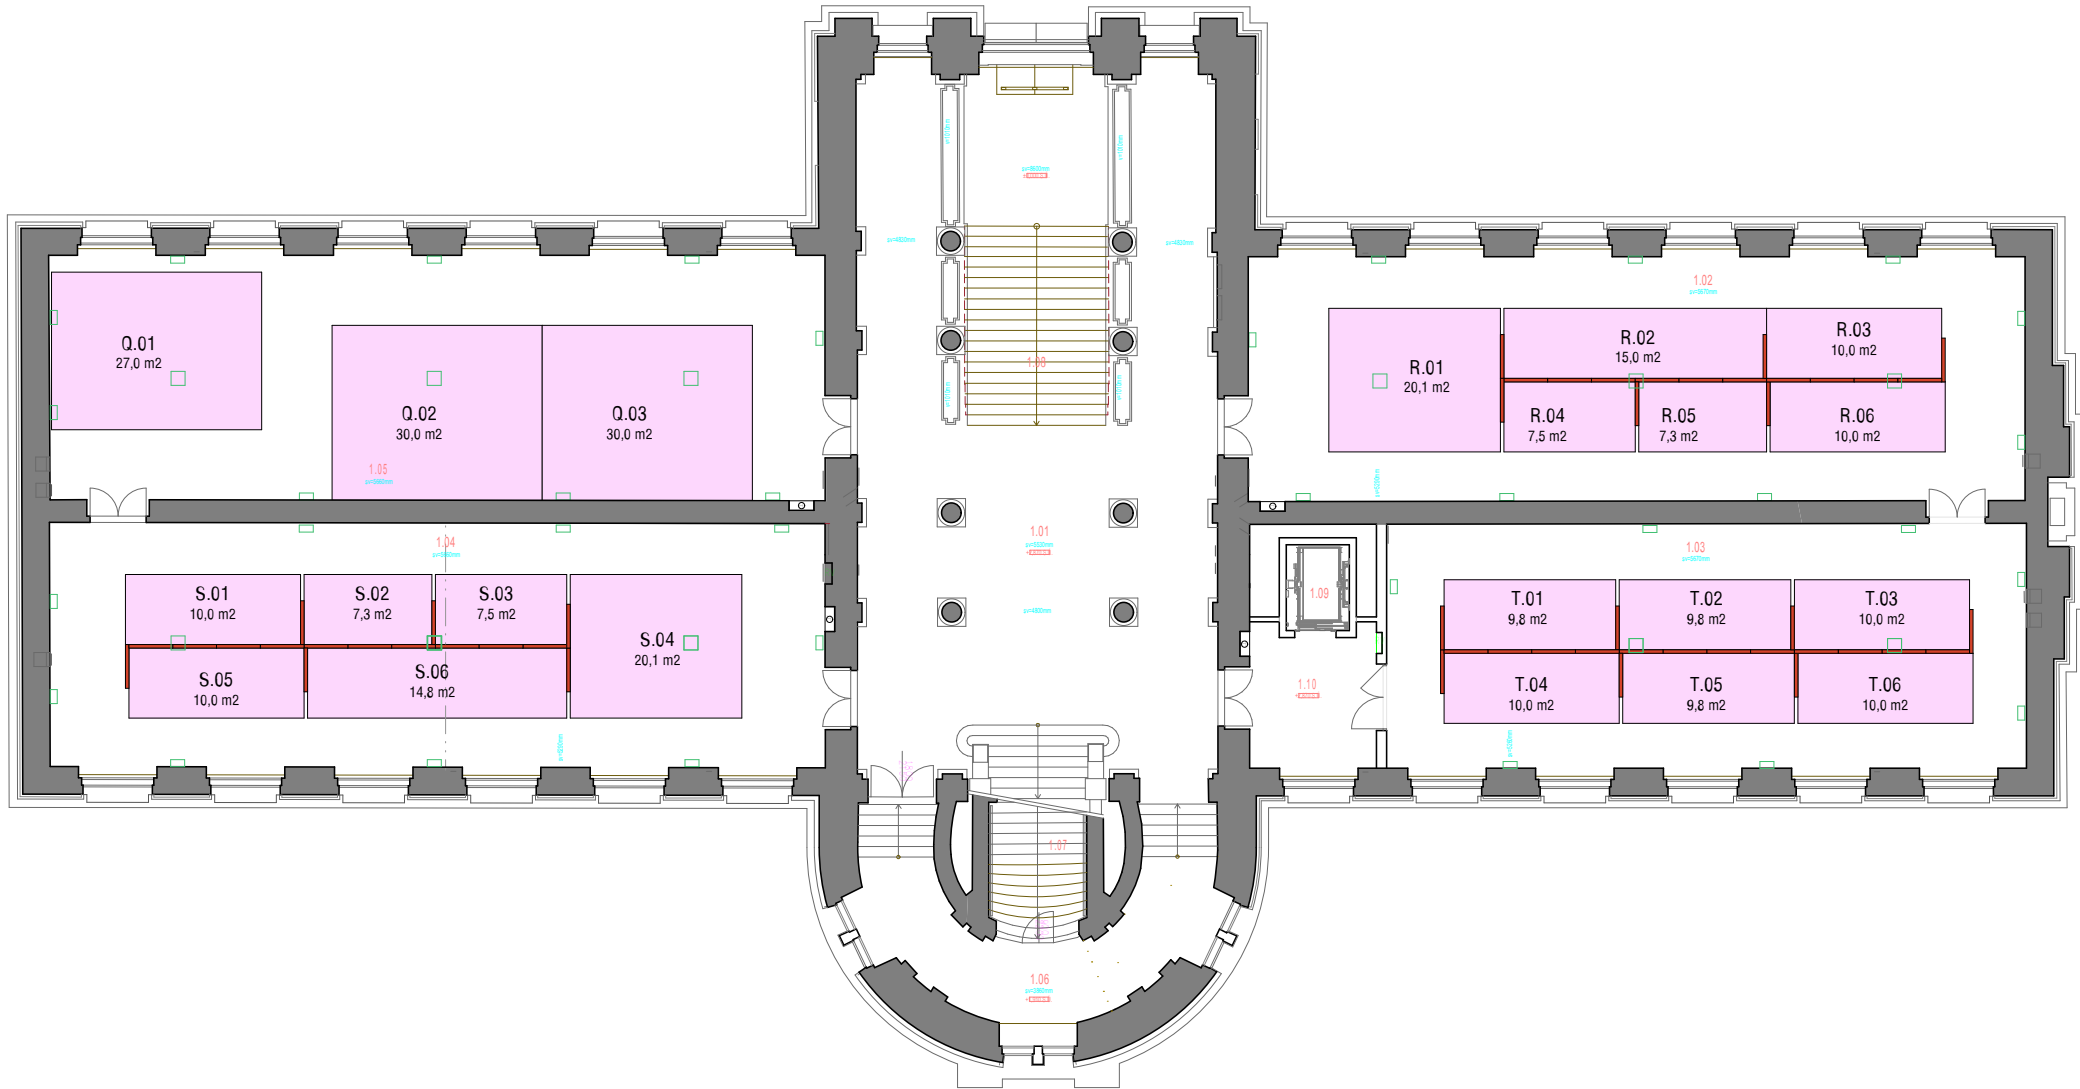 Q.01
27,0 m2
Q.02
30,0 m2
Q.03
30,0 m2
1.05
1.08
1.02
R.01
20,1 m2
R.02
15,0 m2
R.03
10,0 m2
R.04
7,5 m2
R.05
7,3 m2
R.06
10,0 m2
1.04
S.01
10,0 m2
S.02
7,3 m2
S.03
7,5 m2
S.04
20,1 m2
S.05
10,0 m2
S.06
14,8 m2
1.01
1.09
1.10
1.03
T.01
9,8 m2
T.02
9,8 m2
T.03
10,0 m2
T.04
10,0 m2
T.05
9,8 m2
T.06
10,0 m2
1.07
1.06